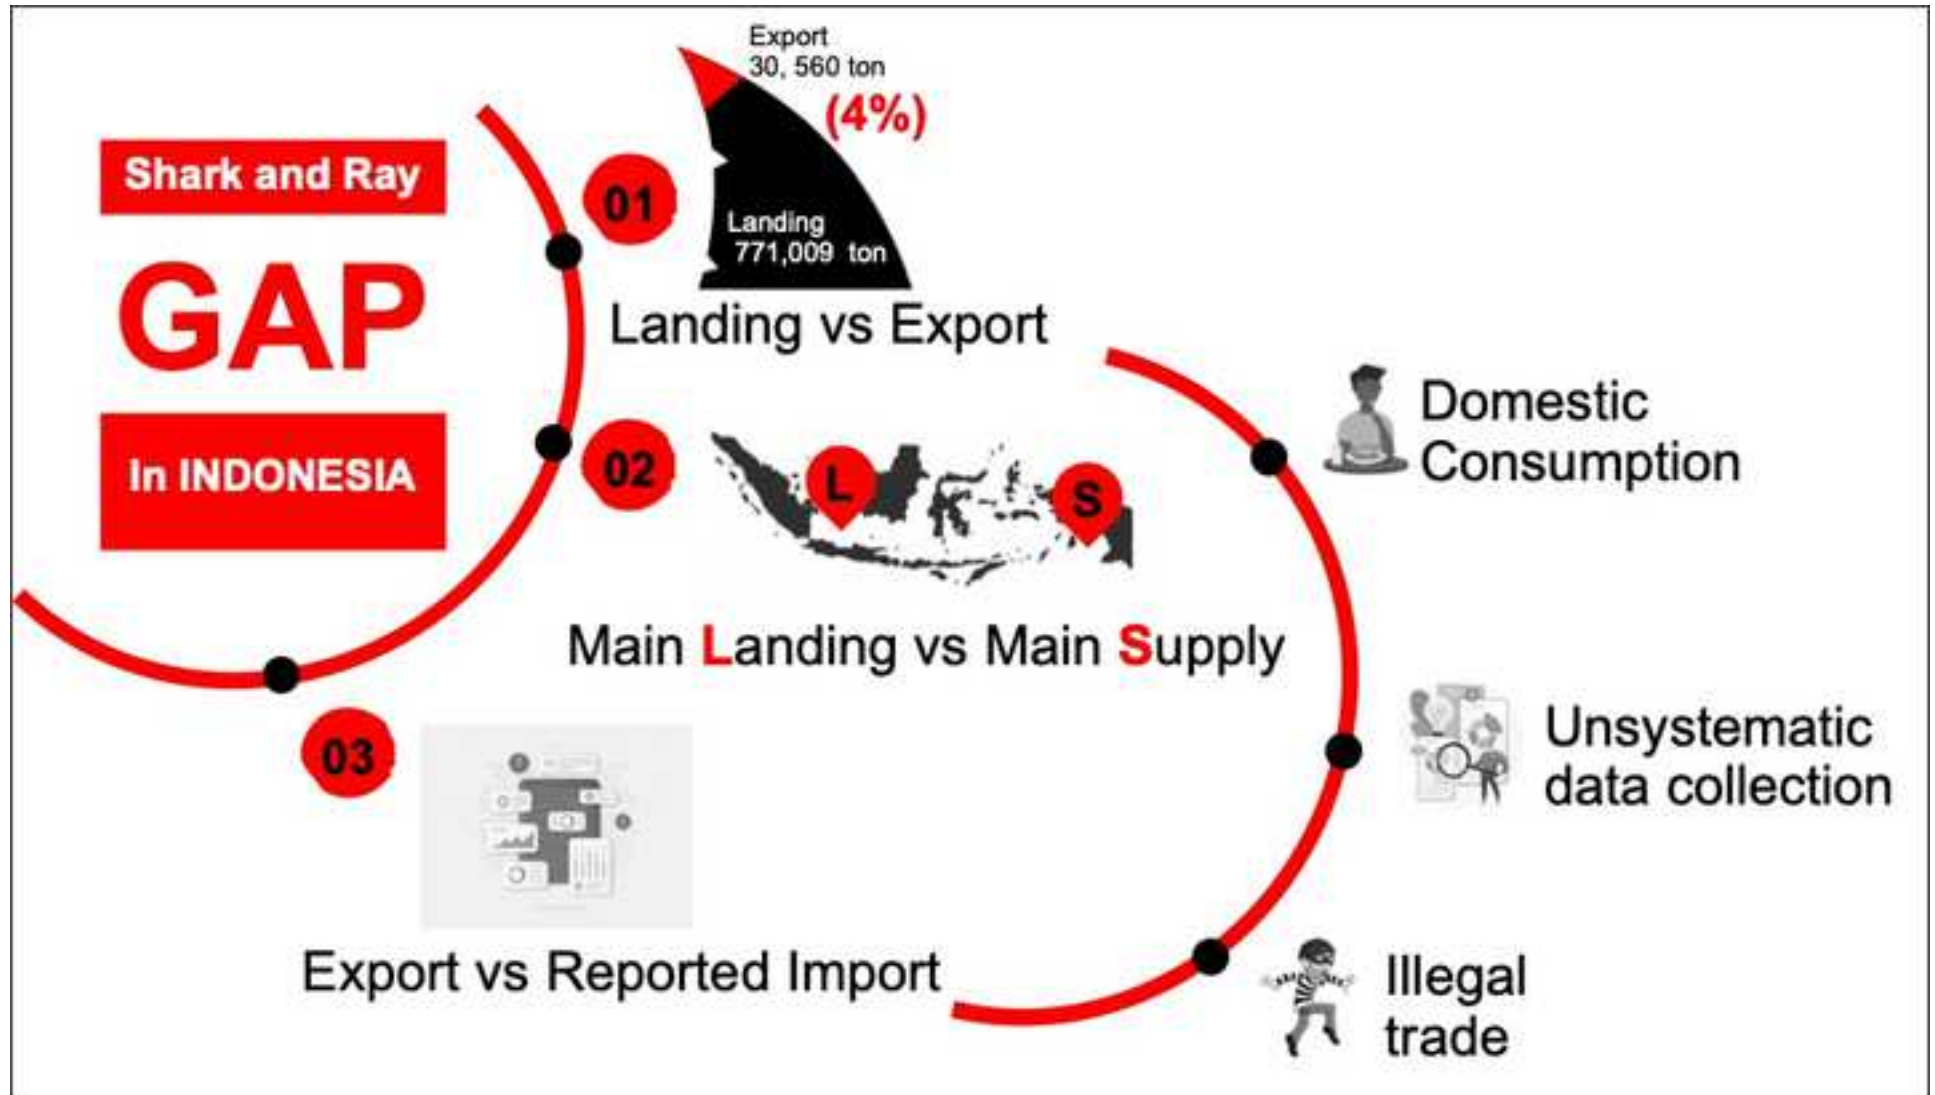 Shark and Ray
GAP
In INDONESIA
01
Export
30, 560 ton
(4%)
Landing
771,009 ton
Landing vs Export
02
L
S
Main Landing vs Main Supply
03
Export vs Reported Import
Domestic
Consumption
Unsystematic
data collection
Illegal
trade